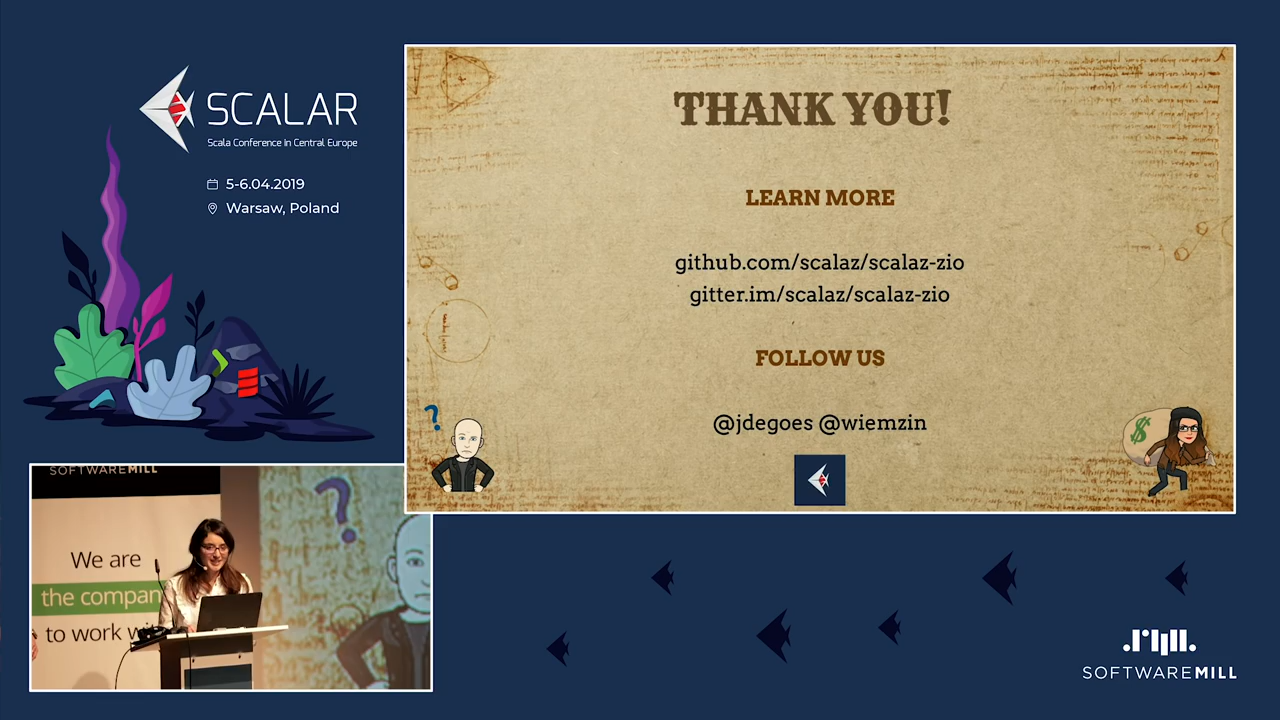 SCALAR
Scala Conference in Central Europe
5-6.04.2019
Warsaw, Poland
THANK YOU!
LEARN MORE
github.com/scalaz/scalaz-zio
gitter.im/scalaz/scalaz-zio
FOLLOW US
@jdegoes @wiemzin
?
$
SOFTWAREMILL
We are
the compan
to work
?
SOFTWAREMILL